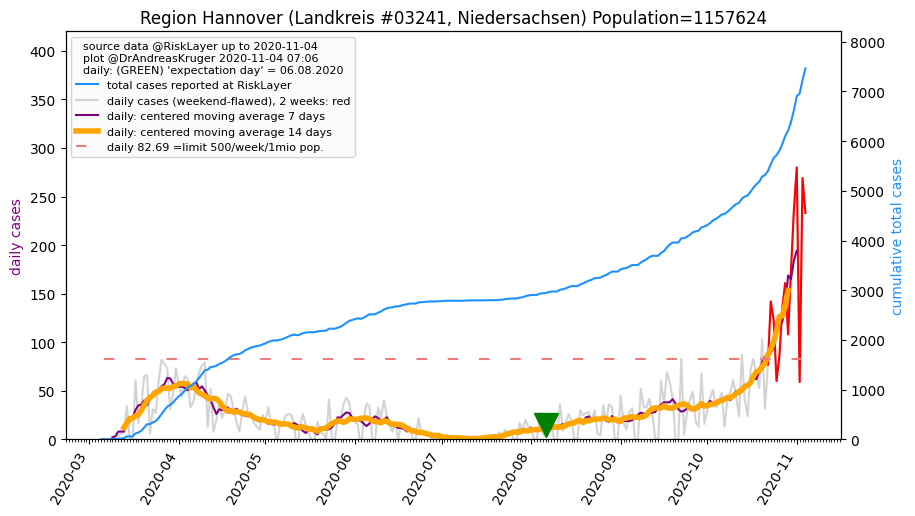 Region Hannover (Landkreis #03241, Niedersachsen) Population=1157624
source data @RiskLayer up to 2020-11-04
plot @DrAndreasKruger 2020-11-04 07:06
daily: (GREEN) 'expectation day' = 06.08.2020
total cases reported at RiskLayer
daily cases (weekend-flawed), 2 weeks: red
daily: centered moving average 7 days
daily: centered moving average 14 days
daily 82.69 =limit 500/week/1mio pop.
daily cases
400
350
300
250
200
150
100
50
0
8000
7000
6000
5000
4000
3000
2000
1000
0
cumulative total cases
2020-03
2020-04
2020-05
2020-06
2020-07
2020-08
2020-09
2020-10
2020-11